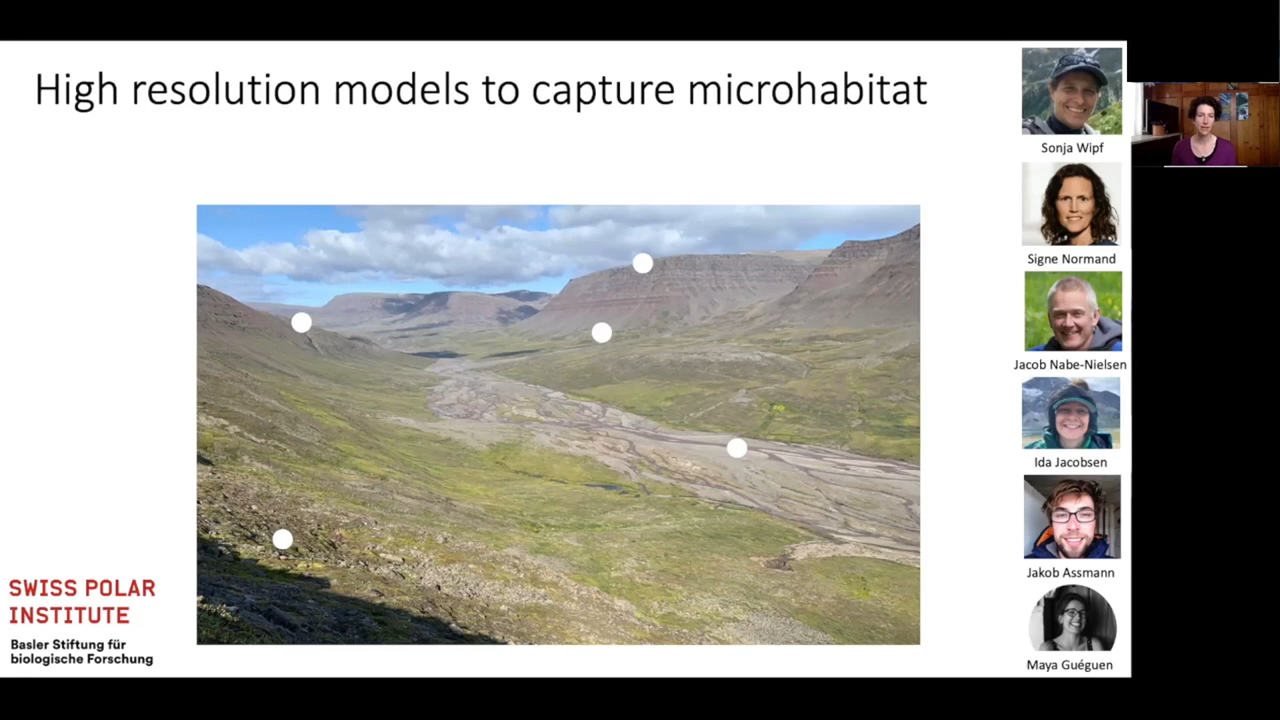 High resolution models to capture microhabitat
Sonja Wipf
Signe Normand
Jacob Nabe-Nielsen
Ida Jacobsen
Jakob Assmann
Maya Guéguen
SWISS POLAR
INSTITUTE
Basler Stiftung für
biologische Forschung